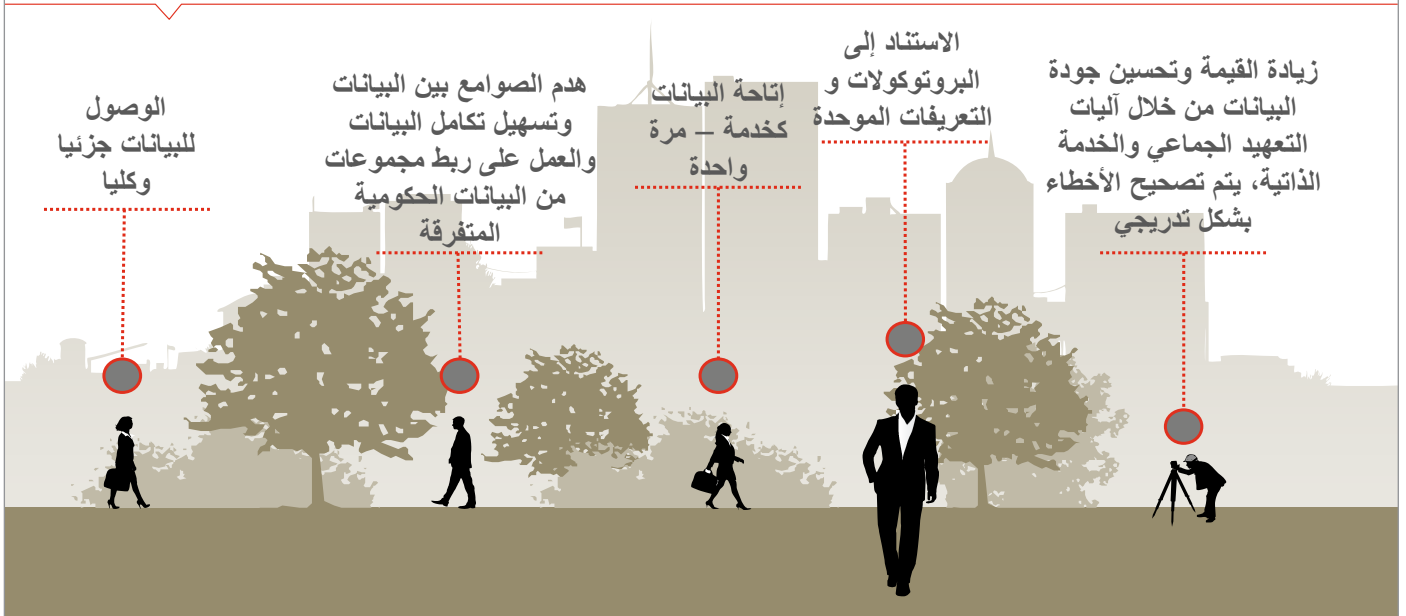 زيادة القيمة وتحسين جودة
البيانات من خلال آليات
التعهيد الجماعي والخدمة
الذاتية، يتم تصحيح الأخطاء
بشكل تدريجي
الاستناد إلى
البروتوكولات و
التعريفات الموحدة
إتاحة البيانات
كخدمة – مرة
واحدة
هدم الصوامع بين البيانات
وتسهيل تكامل البيانات
والعمل على ربط مجموعات
من البيانات الحكومية
المتفرقة
الوصول
للبيانات جزئيا
وكليا